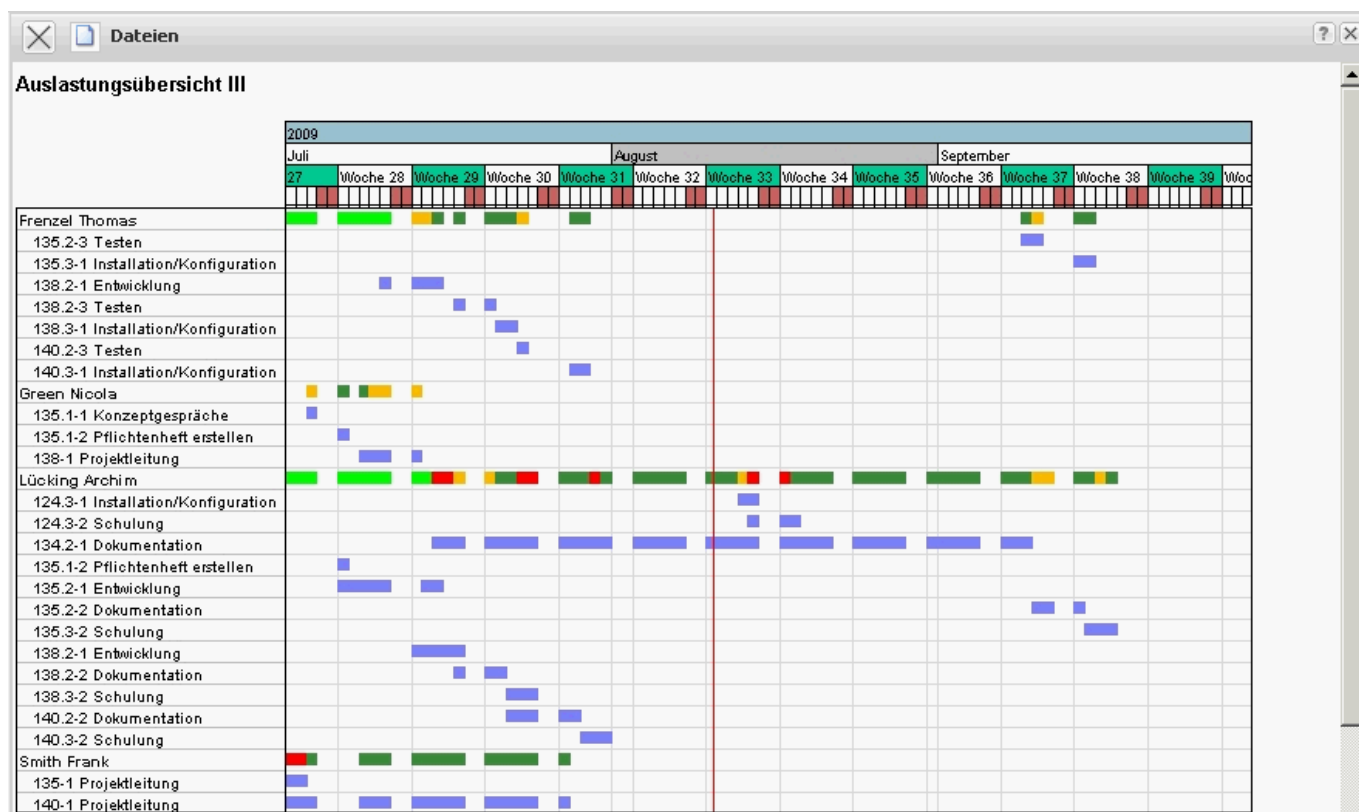 Dateien
?
Auslastungsübersicht III
2009
Juli August September
27 Woche 28 Woche 29 Woche 30 Woche 31 Woche 32 Woche 33 Woche 34 Woche 35 Woche 36 Woche 37 Woche 38 Woche 39 Woc
Frenzel Thomas
135.2-3 Testen
135.3-1 Installation/Konfiguration
138.2-1 Entwicklung
138.2-3 Testen
138.3-1 Installation/Konfiguration
140.2-3 Testen
140.3-1 Installation/Konfiguration
Green Nicola
135.1-1 Konzeptgespräche
135.1-2 Pflichtenheft erstellen
138-1 Projektleitung
Lücking Archim
124.3-1 Installation/Konfiguration
124.3-2 Schulung
134.2-1 Dokumentation
135.1-2 Pflichtenheft erstellen
135.2-1 Entwicklung
135.2-2 Dokumentation
135.3-2 Schulung
138.2-1 Entwicklung
138.2-2 Dokumentation
138.3-2 Schulung
140.2-2 Dokumentation
140.3-2 Schulung
Smith Frank
135-1 Projektleitung
140-1 Projektleitung